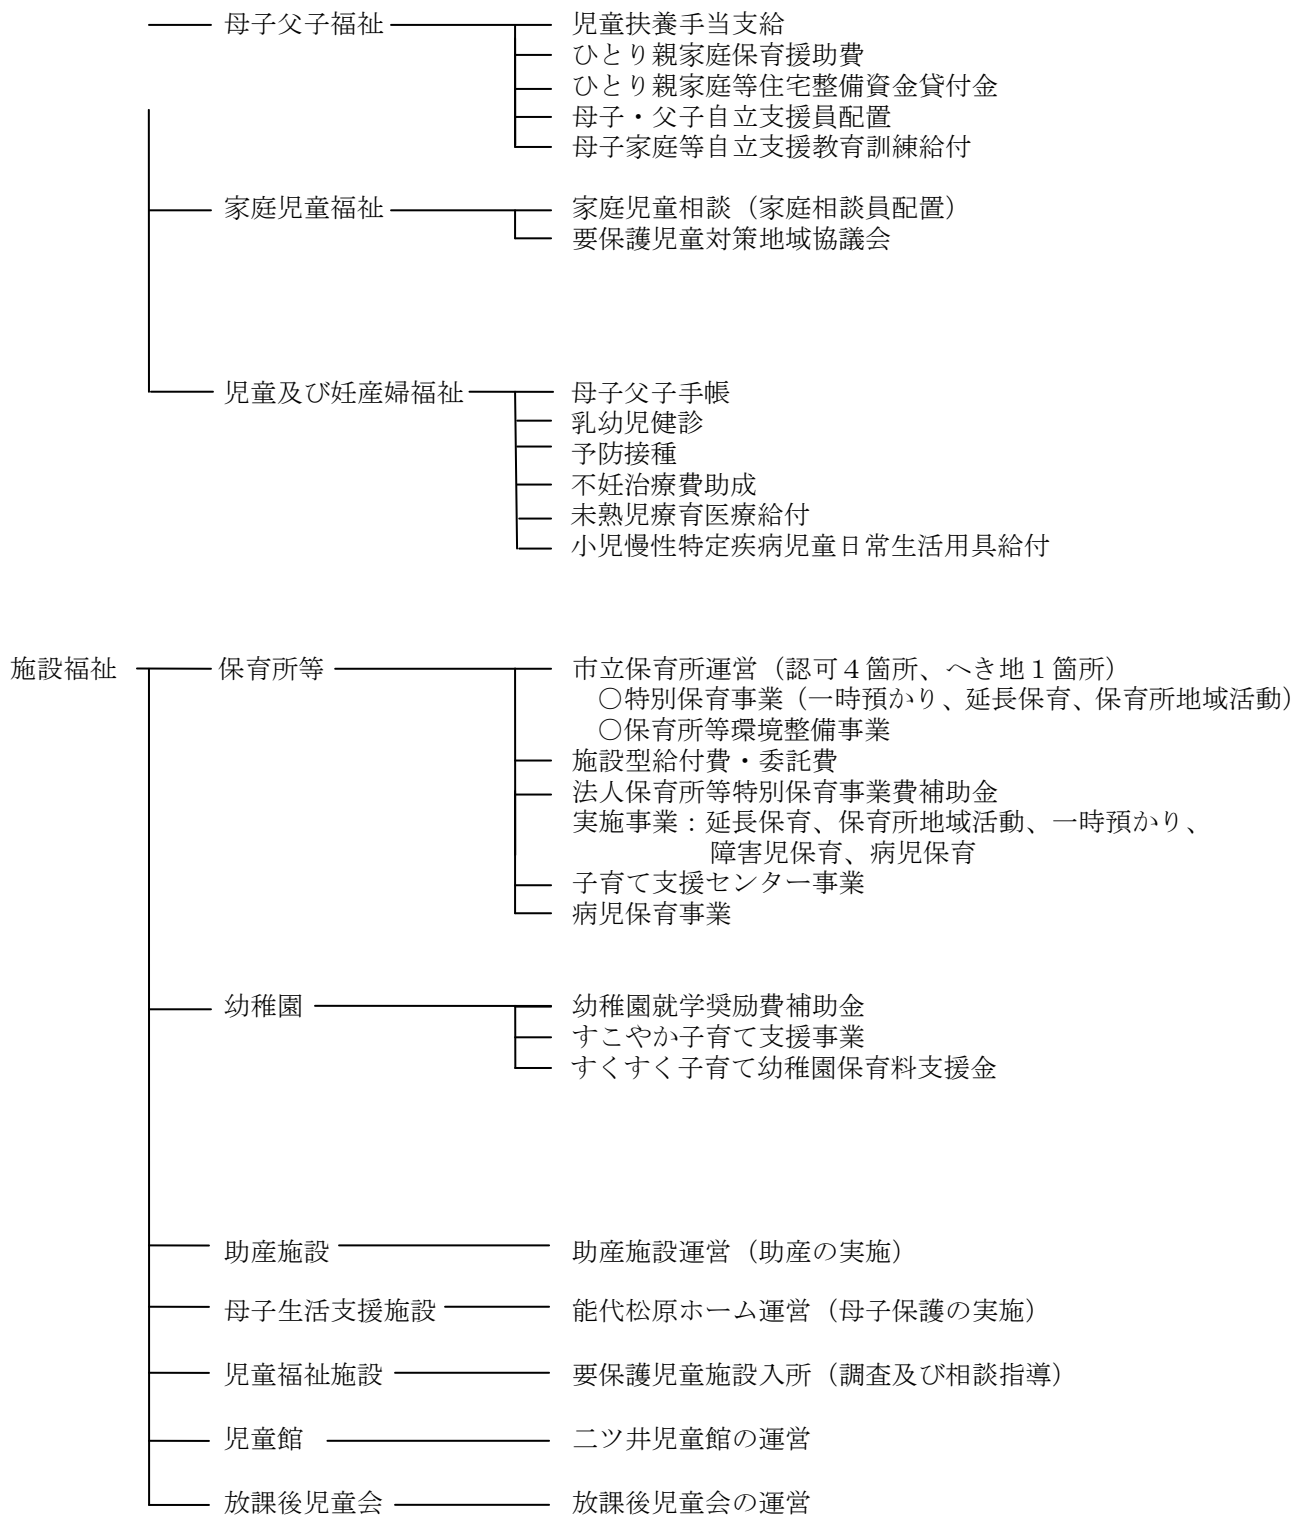 母子父子福祉 児童扶養手当支給
ひとり親家庭保育援助費
ひとり親家庭等住宅整備資金貸付金
母子・父子自立支援員配置
母子家庭等自立支援教育訓練給付
家庭児童福祉 家庭児童相談（家庭相談員配置）
要保護児童対策地域協議会
児童及び妊産婦福祉 母子父子手帳
乳幼児健診
予防接種
不妊治療費助成
未熟児療育医療給付
小児慢性特定疾病児童日常生活用具給付
施設福祉 保育所等 市立保育所運営（認可４箇所、へき地１箇所）
○特別保育事業（一時預かり、延長保育、保育所地域活動）
○保育所等環境整備事業
施設型給付費・委託費
法人保育所等特別保育事業費補助金
実施事業：延長保育、保育所地域活動、一時預かり、
障害児保育、病児保育
子育て支援センター事業
病児保育事業
幼稚園 幼稚園就学奨励費補助金
すこやか子育て支援事業
すくすく子育て幼稚園保育料支援金
助産施設 助産施設運営（助産の実施）
母子生活支援施設 能代松原ホーム運営（母子保護の実施）
児童福祉施設 要保護児童施設入所（調査及び相談指導）
児童館 二ツ井児童館の運営
放課後児童会 放課後児童会の運営